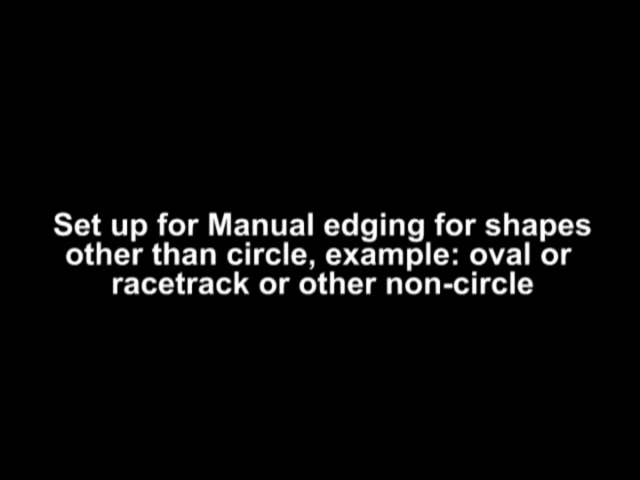 Set up for Manual edging for shapes
other than circle, example: oval or
racetrack or other non-circle